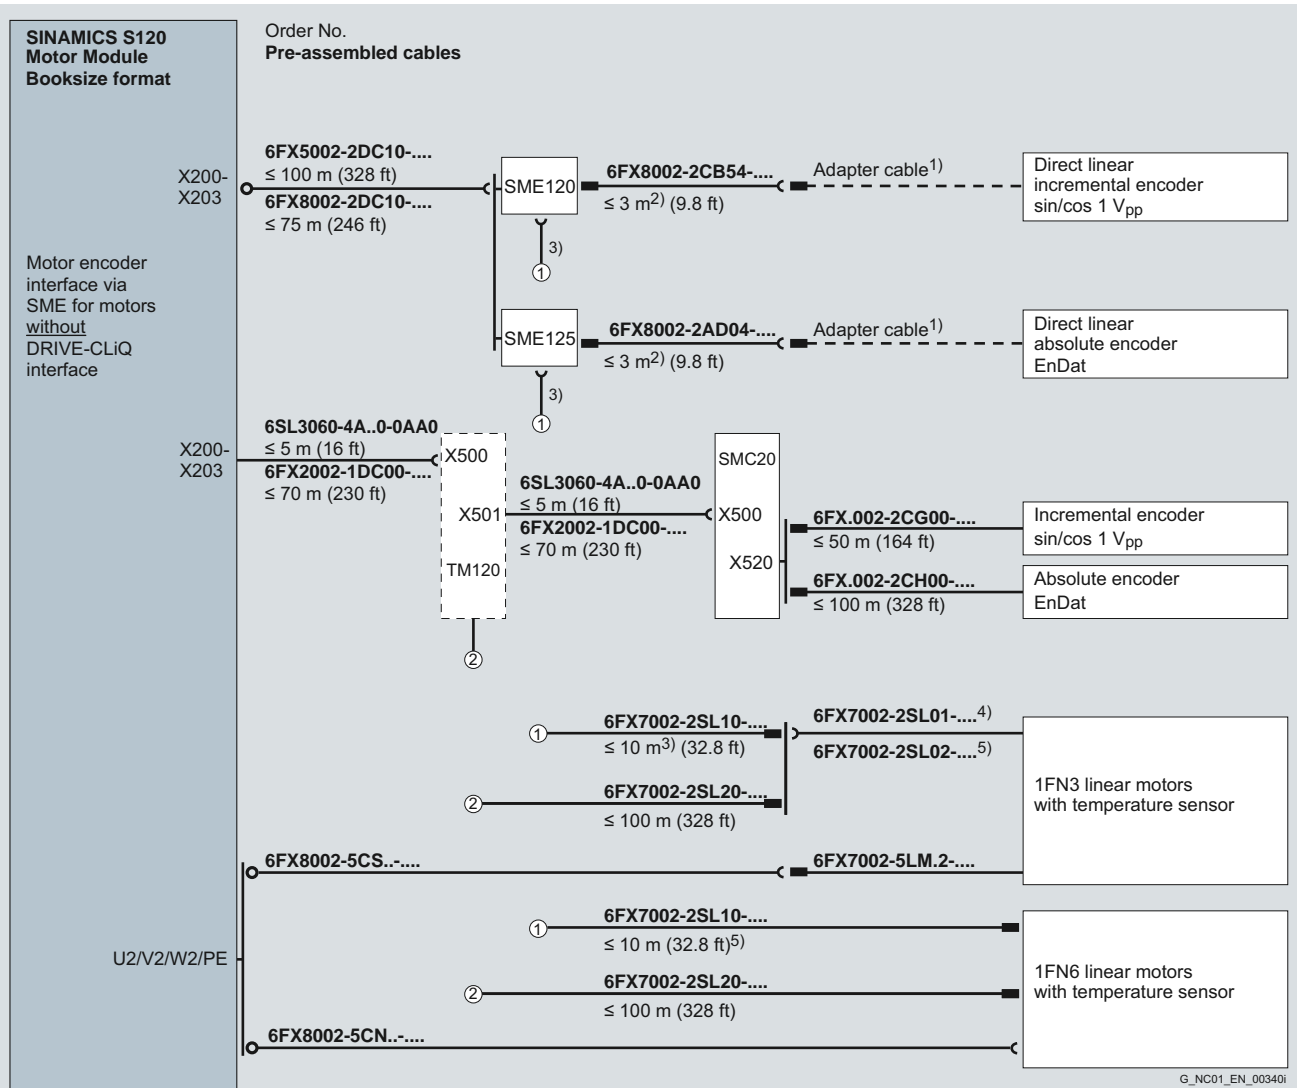 SINAMICS S120
Motor Module
Booksize format
Order No.
Pre-assembled cables
X200-
X203
6FX5002-2DC10-....
≤ 100 m (328 ft)
6FX8002-2DC10-....
≤ 75 m (246 ft)
SME120
3)
1
6FX8002-2CB54-....
≤ 3 m2) (9.8 ft)
Adapter cable1)
Direct linear
incremental encoder
sin/cos 1 Vpp
Motor encoder
interface via
SME for motors
without
DRIVE-CLiQ
interface
SME125
3)
1
6FX8002-2AD04-....
≤ 3 m2) (9.8 ft)
Adapter cable1)
Direct linear
absolute encoder
EnDat
X200-
X203
6SL3060-4A..0-0AA0
≤ 5 m (16 ft)
6FX2002-1DC00-....
≤ 70 m (230 ft)
X500
X501
TM120
2
6SL3060-4A..0-0AA0
≤ 5 m (16 ft)
6FX2002-1DC00-....
≤ 70 m (230 ft)
SMC20
X500
X520
6FX.002-2CG00-....
≤ 50 m (164 ft)
Incremental encoder
sin/cos 1 Vpp
6FX.002-2CH00-....
≤ 100 m (328 ft)
Absolute encoder
EnDat
1
6FX7002-2SL10-....
≤ 10 m3) (32.8 ft)
6FX7002-2SL01-....4)
6FX7002-2SL02-....5)
2
6FX7002-2SL20-....
≤ 100 m (328 ft)
1FN3 linear motors
with temperature sensor
6FX8002-5CS..-....
6FX7002-5LM.2-....
U2/V2/W2/PE
1
6FX7002-2SL10-....
≤ 10 m (32.8 ft)5)
2
6FX7002-2SL20-....
≤ 100 m (328 ft)
1FN6 linear motors
with temperature sensor
6FX8002-5CN..-....
G_NC01_EN_00340i